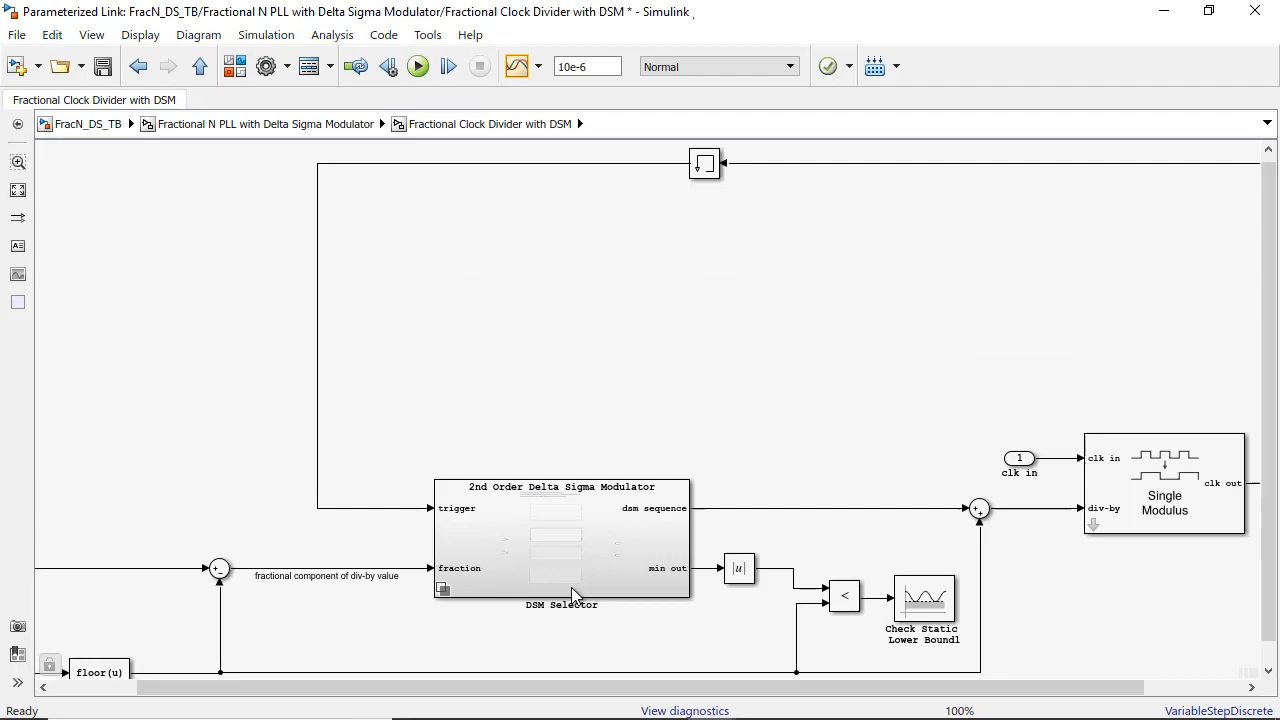 Parameterized Link: FracN_DS_TB/Fractional N PLL with Delta Sigma Modulator/Fractional Clock Divider with DSM * - Simulink
File Edit View Display Diagram Simulation Analysis Code Tools Help
10e-6 Normal
Fractional Clock Divider with DSM
FracN_DS_TB Fractional N PLL with Delta Sigma Modulator Fractional Clock Divider with DSM
1
clk in
clk in
clk out
Single
Modulus
div-by
2nd Order Delta Sigma Modulator
trigger
dsm sequence
fraction
min out
DSM Selector
+
-
fractional component of div-by value
|u|
<
Check Static
Lower Bound1
+
+
floor(u)
Ready View diagnostics 100% VariableStepDiscrete